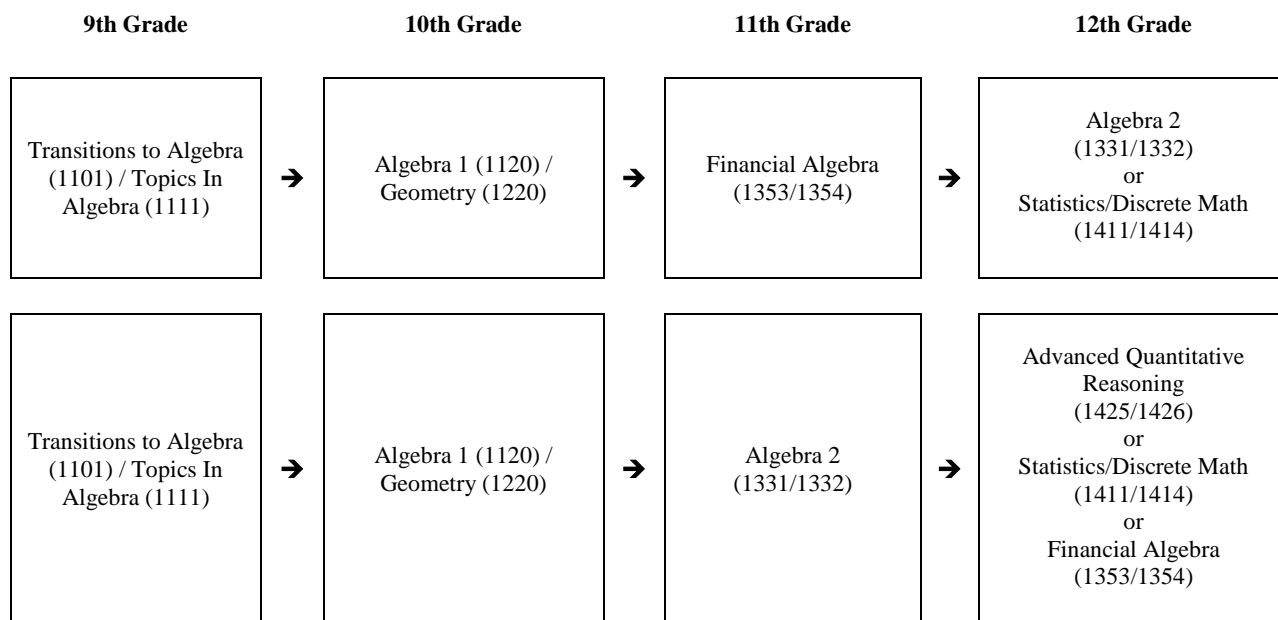 9th Grade
10th Grade
11th Grade
12th Grade
Transitions to Algebra
(1101) / Topics In
Algebra (1111)
Algebra 1 (1120) /
Geometry (1220)
Financial Algebra
(1353/1354)
Algebra 2
(1331/1332)
or
Statistics/Discrete Math
(1411/1414)
Transitions to Algebra
(1101) / Topics In
Algebra (1111)
Algebra 1 (1120) /
Geometry (1220)
Algebra 2
(1331/1332)
Advanced Quantitative
Reasoning
(1425/1426)
or
Statistics/Discrete Math
(1411/1414)
or
Financial Algebra
(1353/1354)